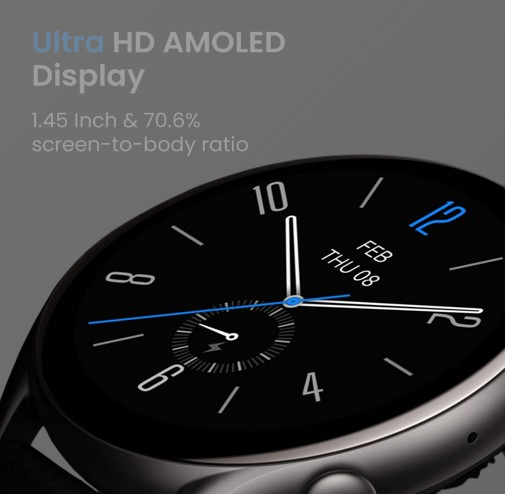 Ultra HD AMOLED
Display
1.45 Inch & 70.6%
screen-to-body ratio
10
12
FEB
THU 08
8
2
6
4